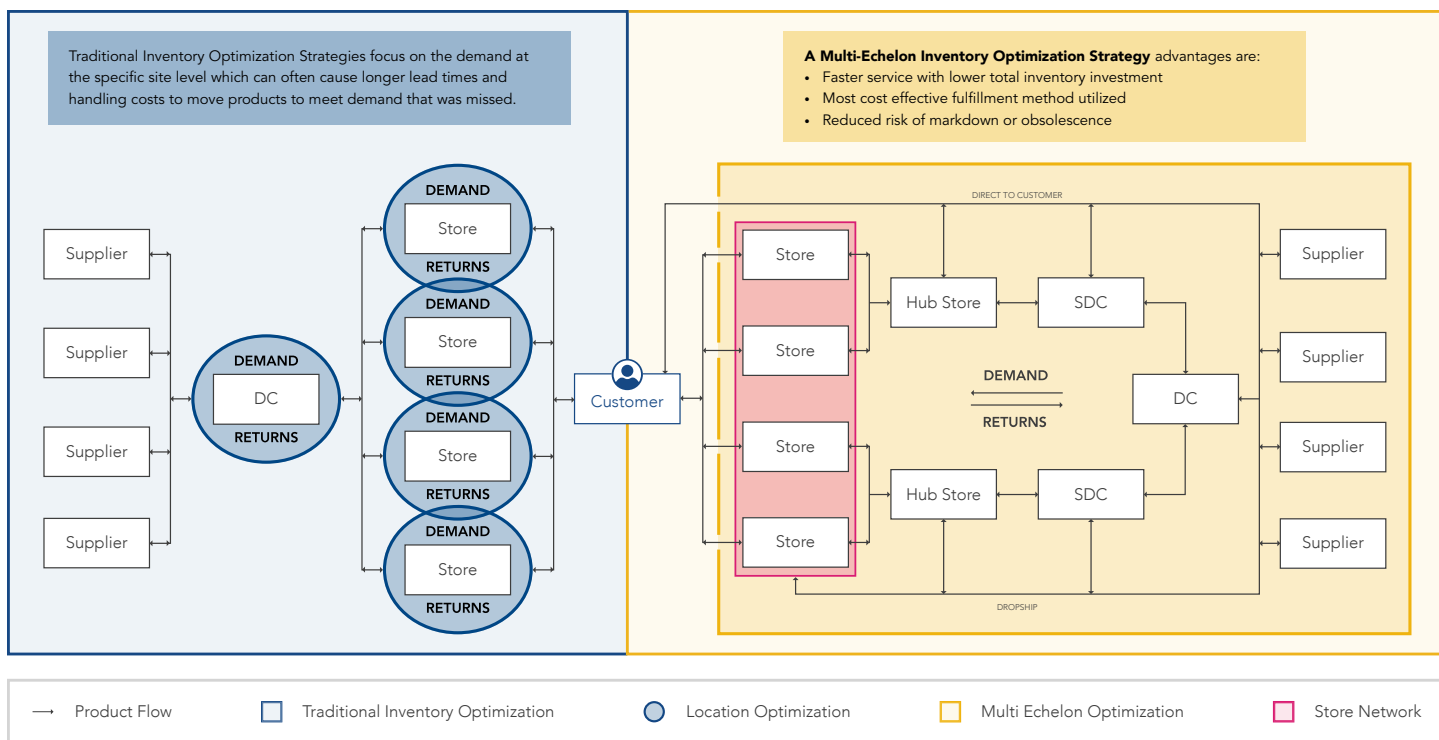 Traditional Inventory Optimization Strategies focus on the demand at
the specific site level which can often cause longer lead times and
handling costs to move products to meet demand that was missed.
A Multi-Echelon Inventory Optimization Strategy advantages are:
• Faster service with lower total inventory investment
• Most cost effective fulfillment method utilized
• Reduced risk of markdown or obsolescence
Supplier
Supplier
Supplier
Supplier
DEMAND
DC
RETURNS
DEMAND
Store
RETURNS
DEMAND
Store
RETURNS
DEMAND
Store
RETURNS
DEMAND
Store
RETURNS
Customer
DIRECT TO CUSTOMER
Store
Store
Store
Store
Hub Store
SDC
Hub Store
SDC
DEMAND
RETURNS
DC
Supplier
Supplier
Supplier
Supplier
DROPSHIP
Product Flow
Traditional Inventory Optimization
Location Optimization
Multi Echelon Optimization
Store Network